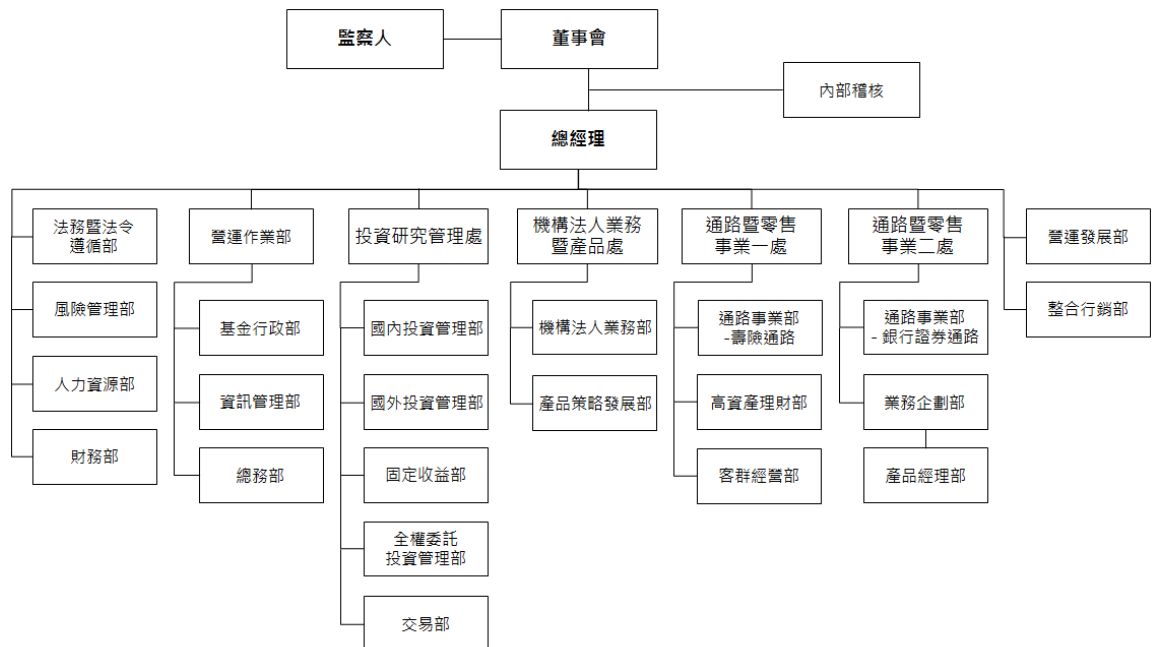 監察人
董事會
內部稽核
總經理
法務暨法令
遵循部
風險管理部
人力資源部
財務部
營運作業部
基金行政部
資訊管理部
總務部
投資研究管理處
國內投資管理部
國外投資管理部
固定收益部
全權委託
投資管理部
交易部
機構法人業務
暨產品處
機構法人業務部
產品策略發展部
通路暨零售
事業一處
通路事業部
-壽險通路
高資產理財部
客群經營部
通路暨零售
事業二處
通路事業部
- 銀行證券通路
業務企劃部
產品經理部
營運發展部
整合行銷部